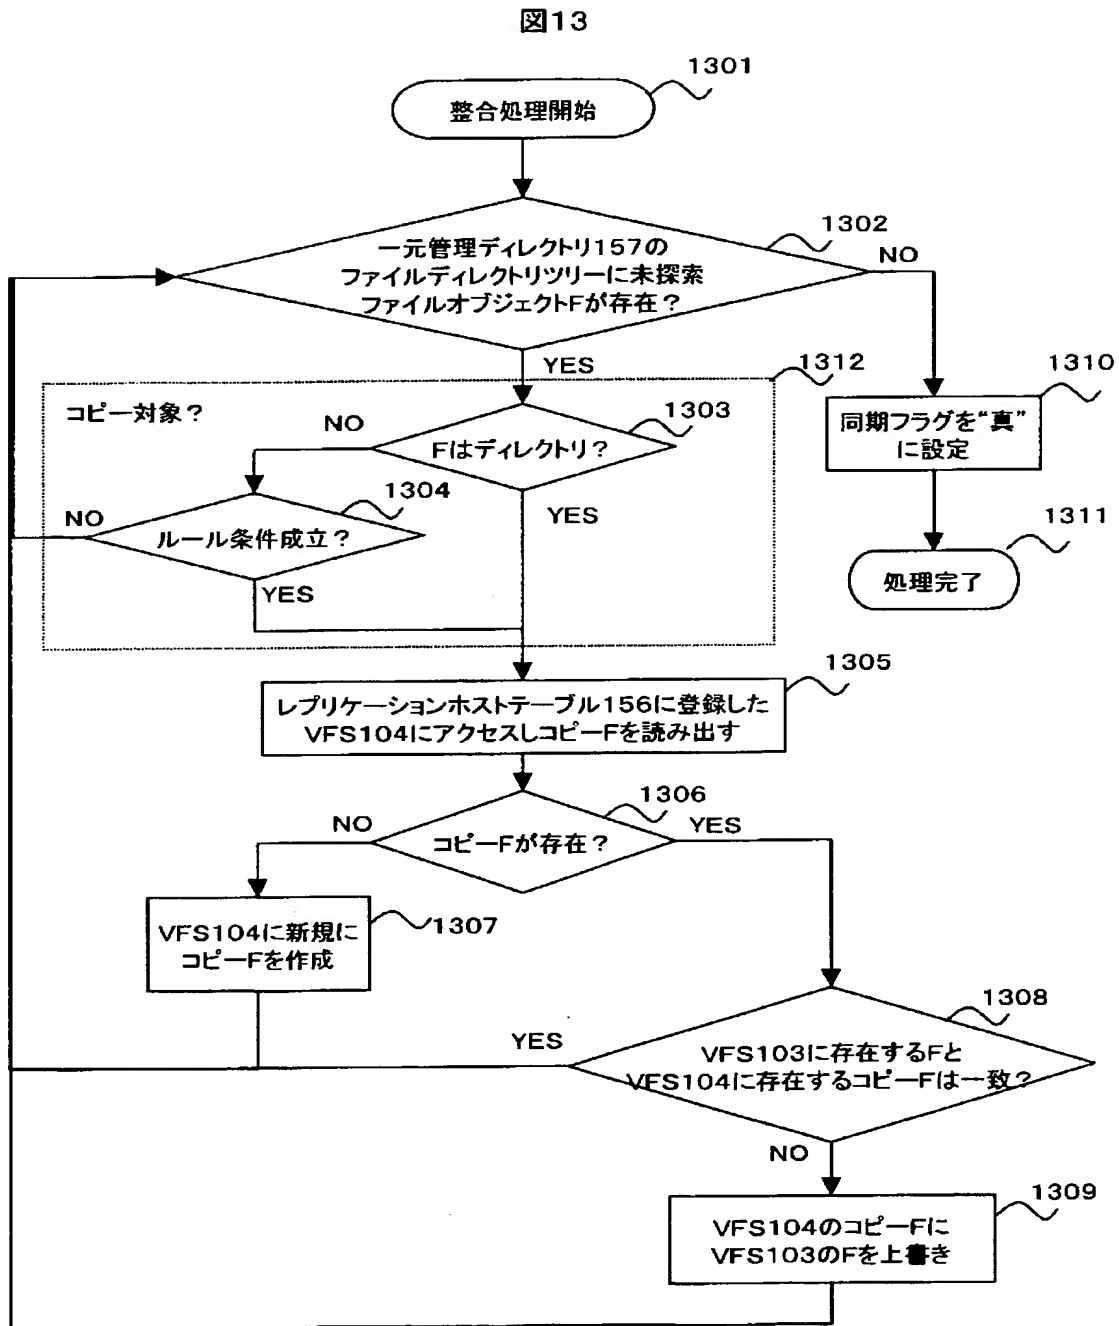 図13
1301
整合処理開始
1302
一元管理ディレクトリ157の
ファイルディレクトリツリーに未探索
ファイルオブジェクトFが存在？
NO
YES
1312
1310
コピー対象？
NO
1303
Fはディレクトリ？
同期フラグを“真”
に設定
1304
NO
ルール条件成立？
YES
1311
YES
処理完了
1305
レプリケーションホストテーブル156に登録した
VFS104にアクセスしコピーFを読み出す
1306
NO
YES
コピーFが存在？
1307
VFS104に新規に
コピーFを作成
1308
YES
VFS103に存在するFと
VFS104に存在するコピーFは一致？
NO
1309
VFS104のコピーFに
VFS103のFを上書き